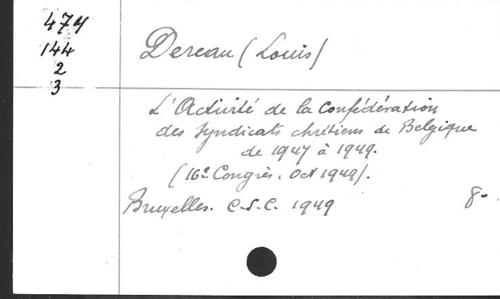 474
144
2
3
Dereau (Louis)
L'Activité de la Confédération
des Syndicats chrétiens de Belgique
de 1947 à 1949.
(16e Congrès, Oct 1949).
Bruxelles. C.S.C. 1949
8-